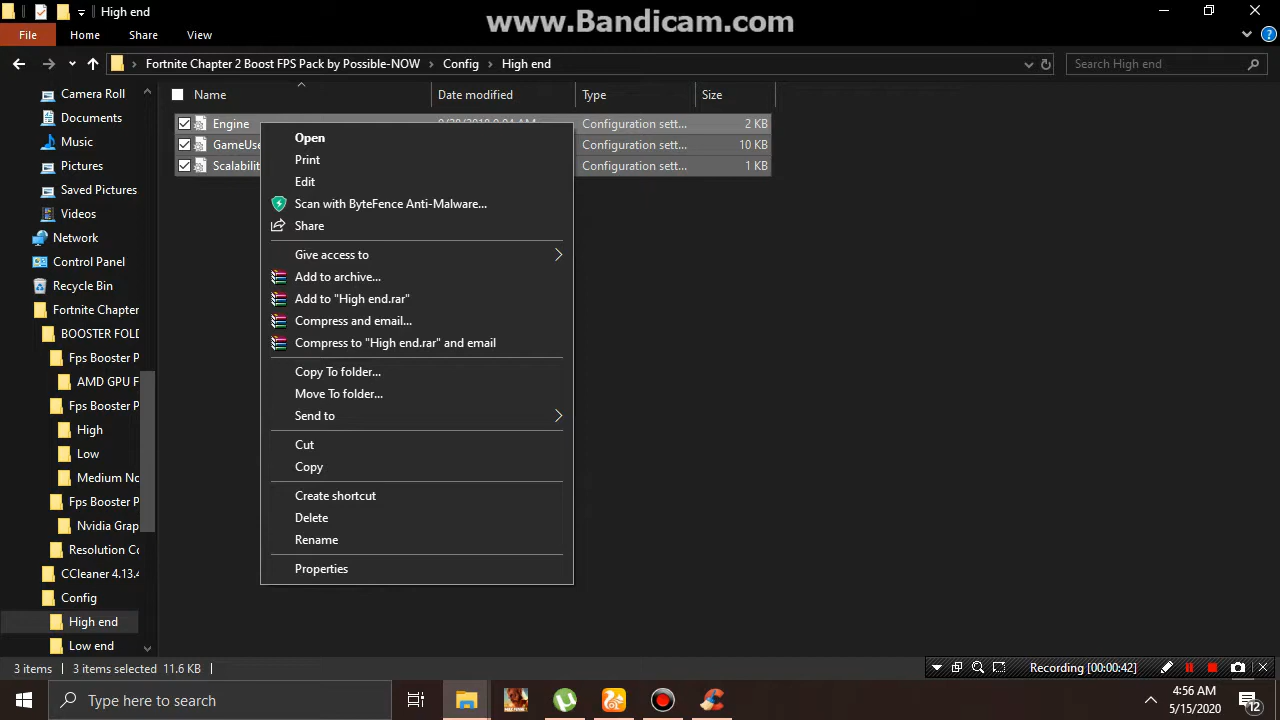 High end
www.Bandicam.com
File
Home
Share
View
Fortnite Chapter 2 Boost FPS Pack by Possible-NOW
Config
High end
Search High end
Camera Roll
Documents
Music
Pictures
Saved Pictures
Videos
Network
Control Panel
Recycle Bin
Fortnite Chapter
BOOSTER FOLD
Fps Booster P
AMD GPU F
Fps Booster P
High
Low
Medium No
Fps Booster P
Nvidia Grap
Resolution Co
CCleaner 4.13.4
Config
High end
Low end
Name
Date modified
Type
Size
Engine
Configuration sett...
2 KB
GameUse
Configuration sett...
10 KB
Scalabilit
Configuration sett...
1 KB
Open
Print
Edit
Scan with ByteFence Anti-Malware...
Share
Give access to
Add to archive...
Add to "High end.rar"
Compress and email...
Compress to "High end.rar" and email
Copy To folder...
Move To folder...
Send to
Cut
Copy
Create shortcut
Delete
Rename
Properties
3 items
3 items selected 11.6 KB
Recording [00:00:42]
Type here to search
4:56 AM
5/15/2020
12